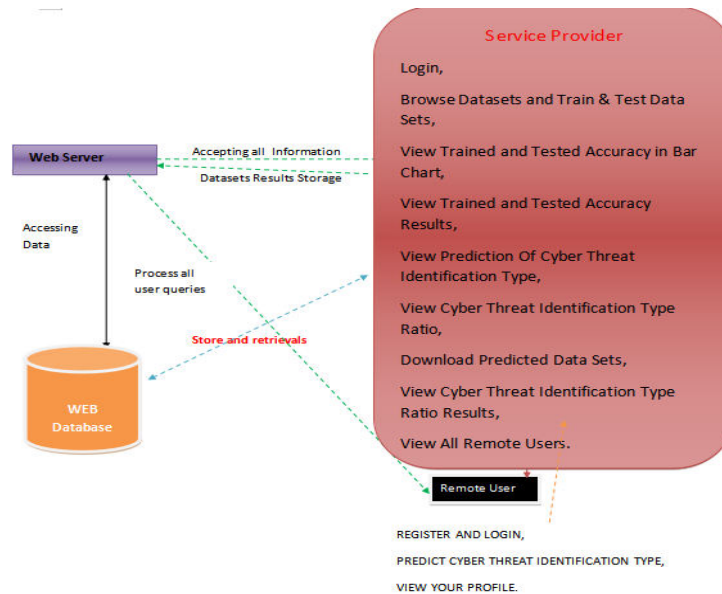 Service Provider
Login,
Browse Datasets and Train & Test Data
Sets,
View Trained and Tested Accuracy in Bar
Chart,
View Trained and Tested Accuracy
Results,
View Prediction Of Cyber Threat
Identification Type,
View Cyber Threat Identification Type
Ratio,
Download Predicted Data Sets,
View Cyber Threat Identification Type
Ratio Results,
View All Remote Users.
Web Server
Accepting all Information
Datasets Results Storage
Accessing
Data
Process all
user queries
Store and retrievals
WEB
Database
Remote User
REGISTER AND LOGIN,
PREDICT CYBER THREAT IDENTIFICATION TYPE,
VIEW YOUR PROFILE.